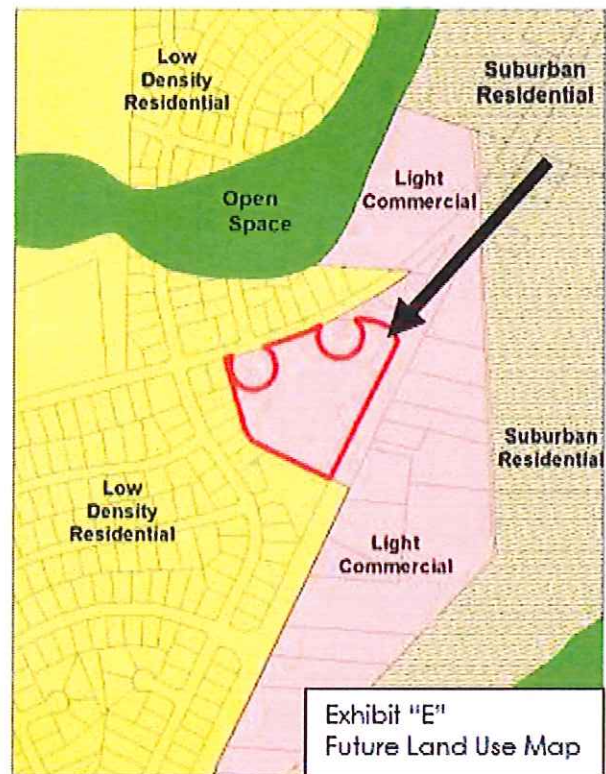 Low
Density
Residential
Suburban
Residential
Light
Commercial
Open
Space
Suburban
Residential
Low
Density
Residential
Light
Commercial
Exhibit "E"
Future Land Use Map